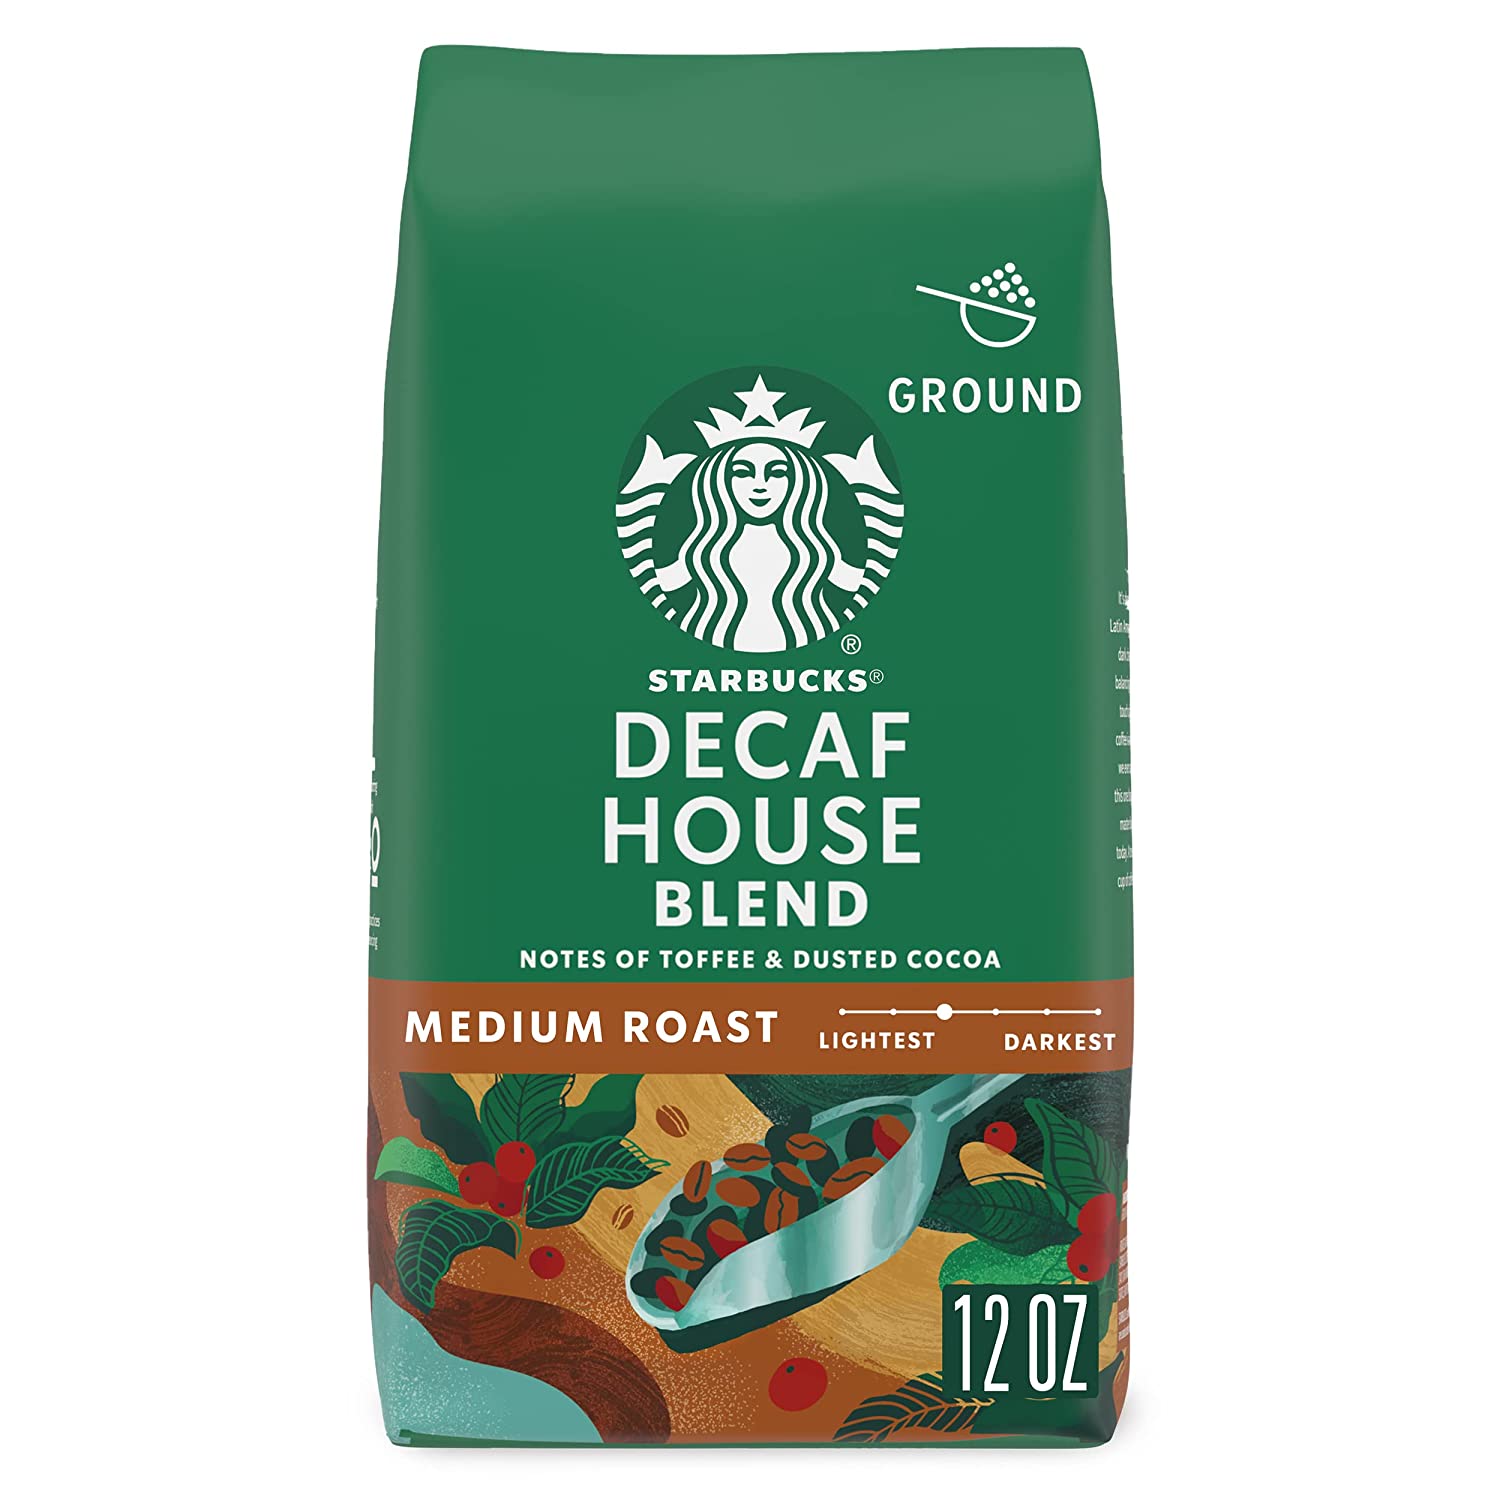 GROUND
STARBUCKS®
DECAF
HOUSE
BLEND
NOTES OF TOFFEE & DUSTED COCOA
MEDIUM ROAST
LIGHTEST
DARKEST
12 OZ